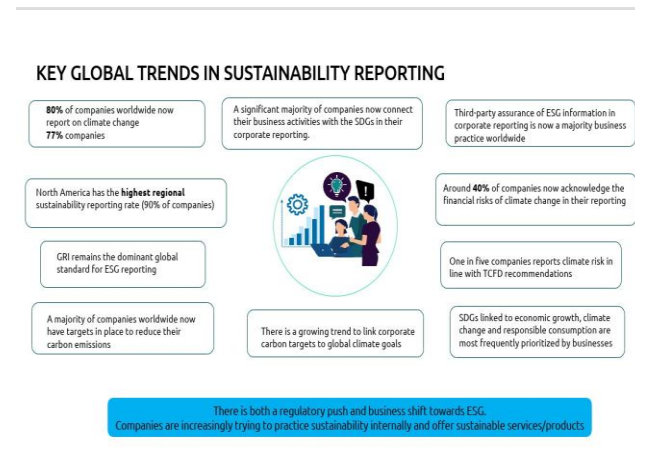 KEY GLOBAL TRENDS IN SUSTAINABILITY REPORTING
80% of companies worldwide now
report on climate change
77% companies
A significant majority of companies now connect
their business activities with the SDGs in their
corporate reporting.
Third-party assurance of ESG information in
corporate reporting is now a majority business
practice worldwide
North America has the highest regional
sustainability reporting rate (90% of companies)
Around 40% of companies now acknowledge the
financial risks of climate change in their reporting
GRI remains the dominant global
standard for ESG reporting
One in five companies reports climate risk in
line with TCFD recommendations
A majority of companies worldwide now
have targets in place to reduce their
carbon emissions
There is a growing trend to link corporate
carbon targets to global climate goals
SDGs linked to economic growth, climate
change and responsible consumption are
most frequently prioritized by businesses
There is both a regulatory push and business shift towards ESG.
Companies are increasingly trying to practice sustainability internally and offer sustainable services/products